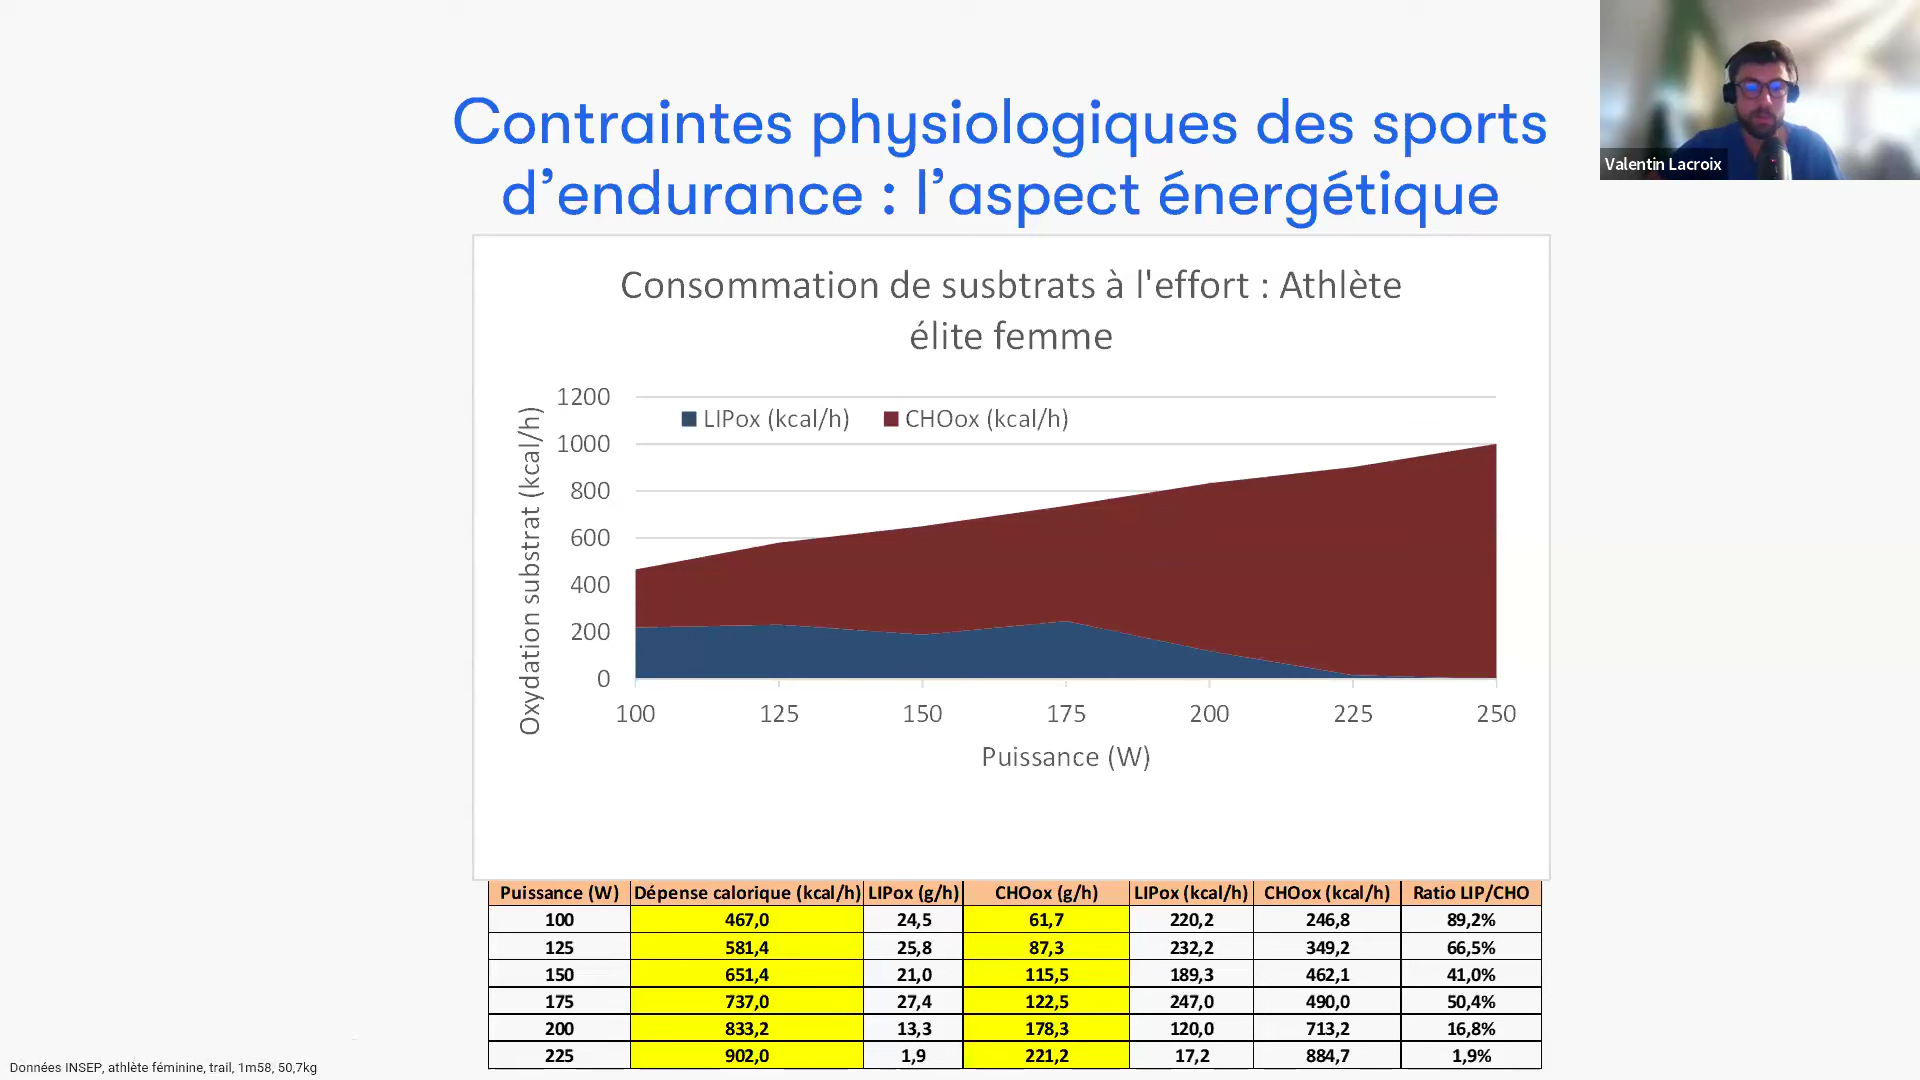 Contraintes physiologiques des sports
d’endurance : l’aspect énergétique
Valentin Lacroix
Consommation de susbtrats à l'effort : Athlète
élite femme
Oxydation substrat (kcal/h)
1200
1000
800
600
400
200
0
LIPox (kcal/h) CHOox (kcal/h)
100 125 150 175 200 225 250
Puissance (W)
Puissance (W) Dépense calorique (kcal/h) LIPox (g/h) CHOox (g/h) LIPox (kcal/h) CHOox (kcal/h) Ratio LIP/CHO
100 467,0 24,5 61,7 220,2 246,8 89,2%
125 581,4 25,8 87,3 232,2 349,2 66,5%
150 651,4 21,0 115,5 189,3 462,1 41,0%
175 737,0 27,4 122,5 247,0 490,0 50,4%
200 833,2 13,3 178,3 120,0 713,2 16,8%
225 902,0 1,9 221,2 17,2 884,7 1,9%
Données INSEP, athlète féminine, trail, 1m58, 50,7kg